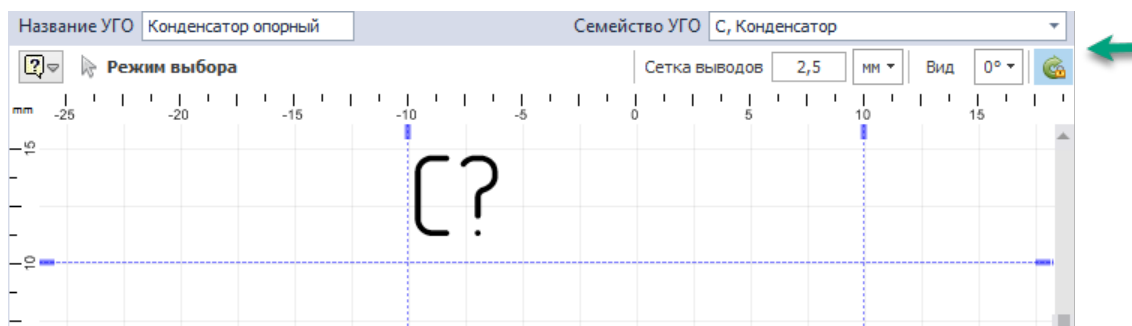 Название УГО Конденсатор опорный Семейство УГО C, Конденсатор
Режим выбора Сетка выводов 2,5 мм Вид 0°
mm -25 -20 -15 -10 -5 0 5 10 15
15
C?
10